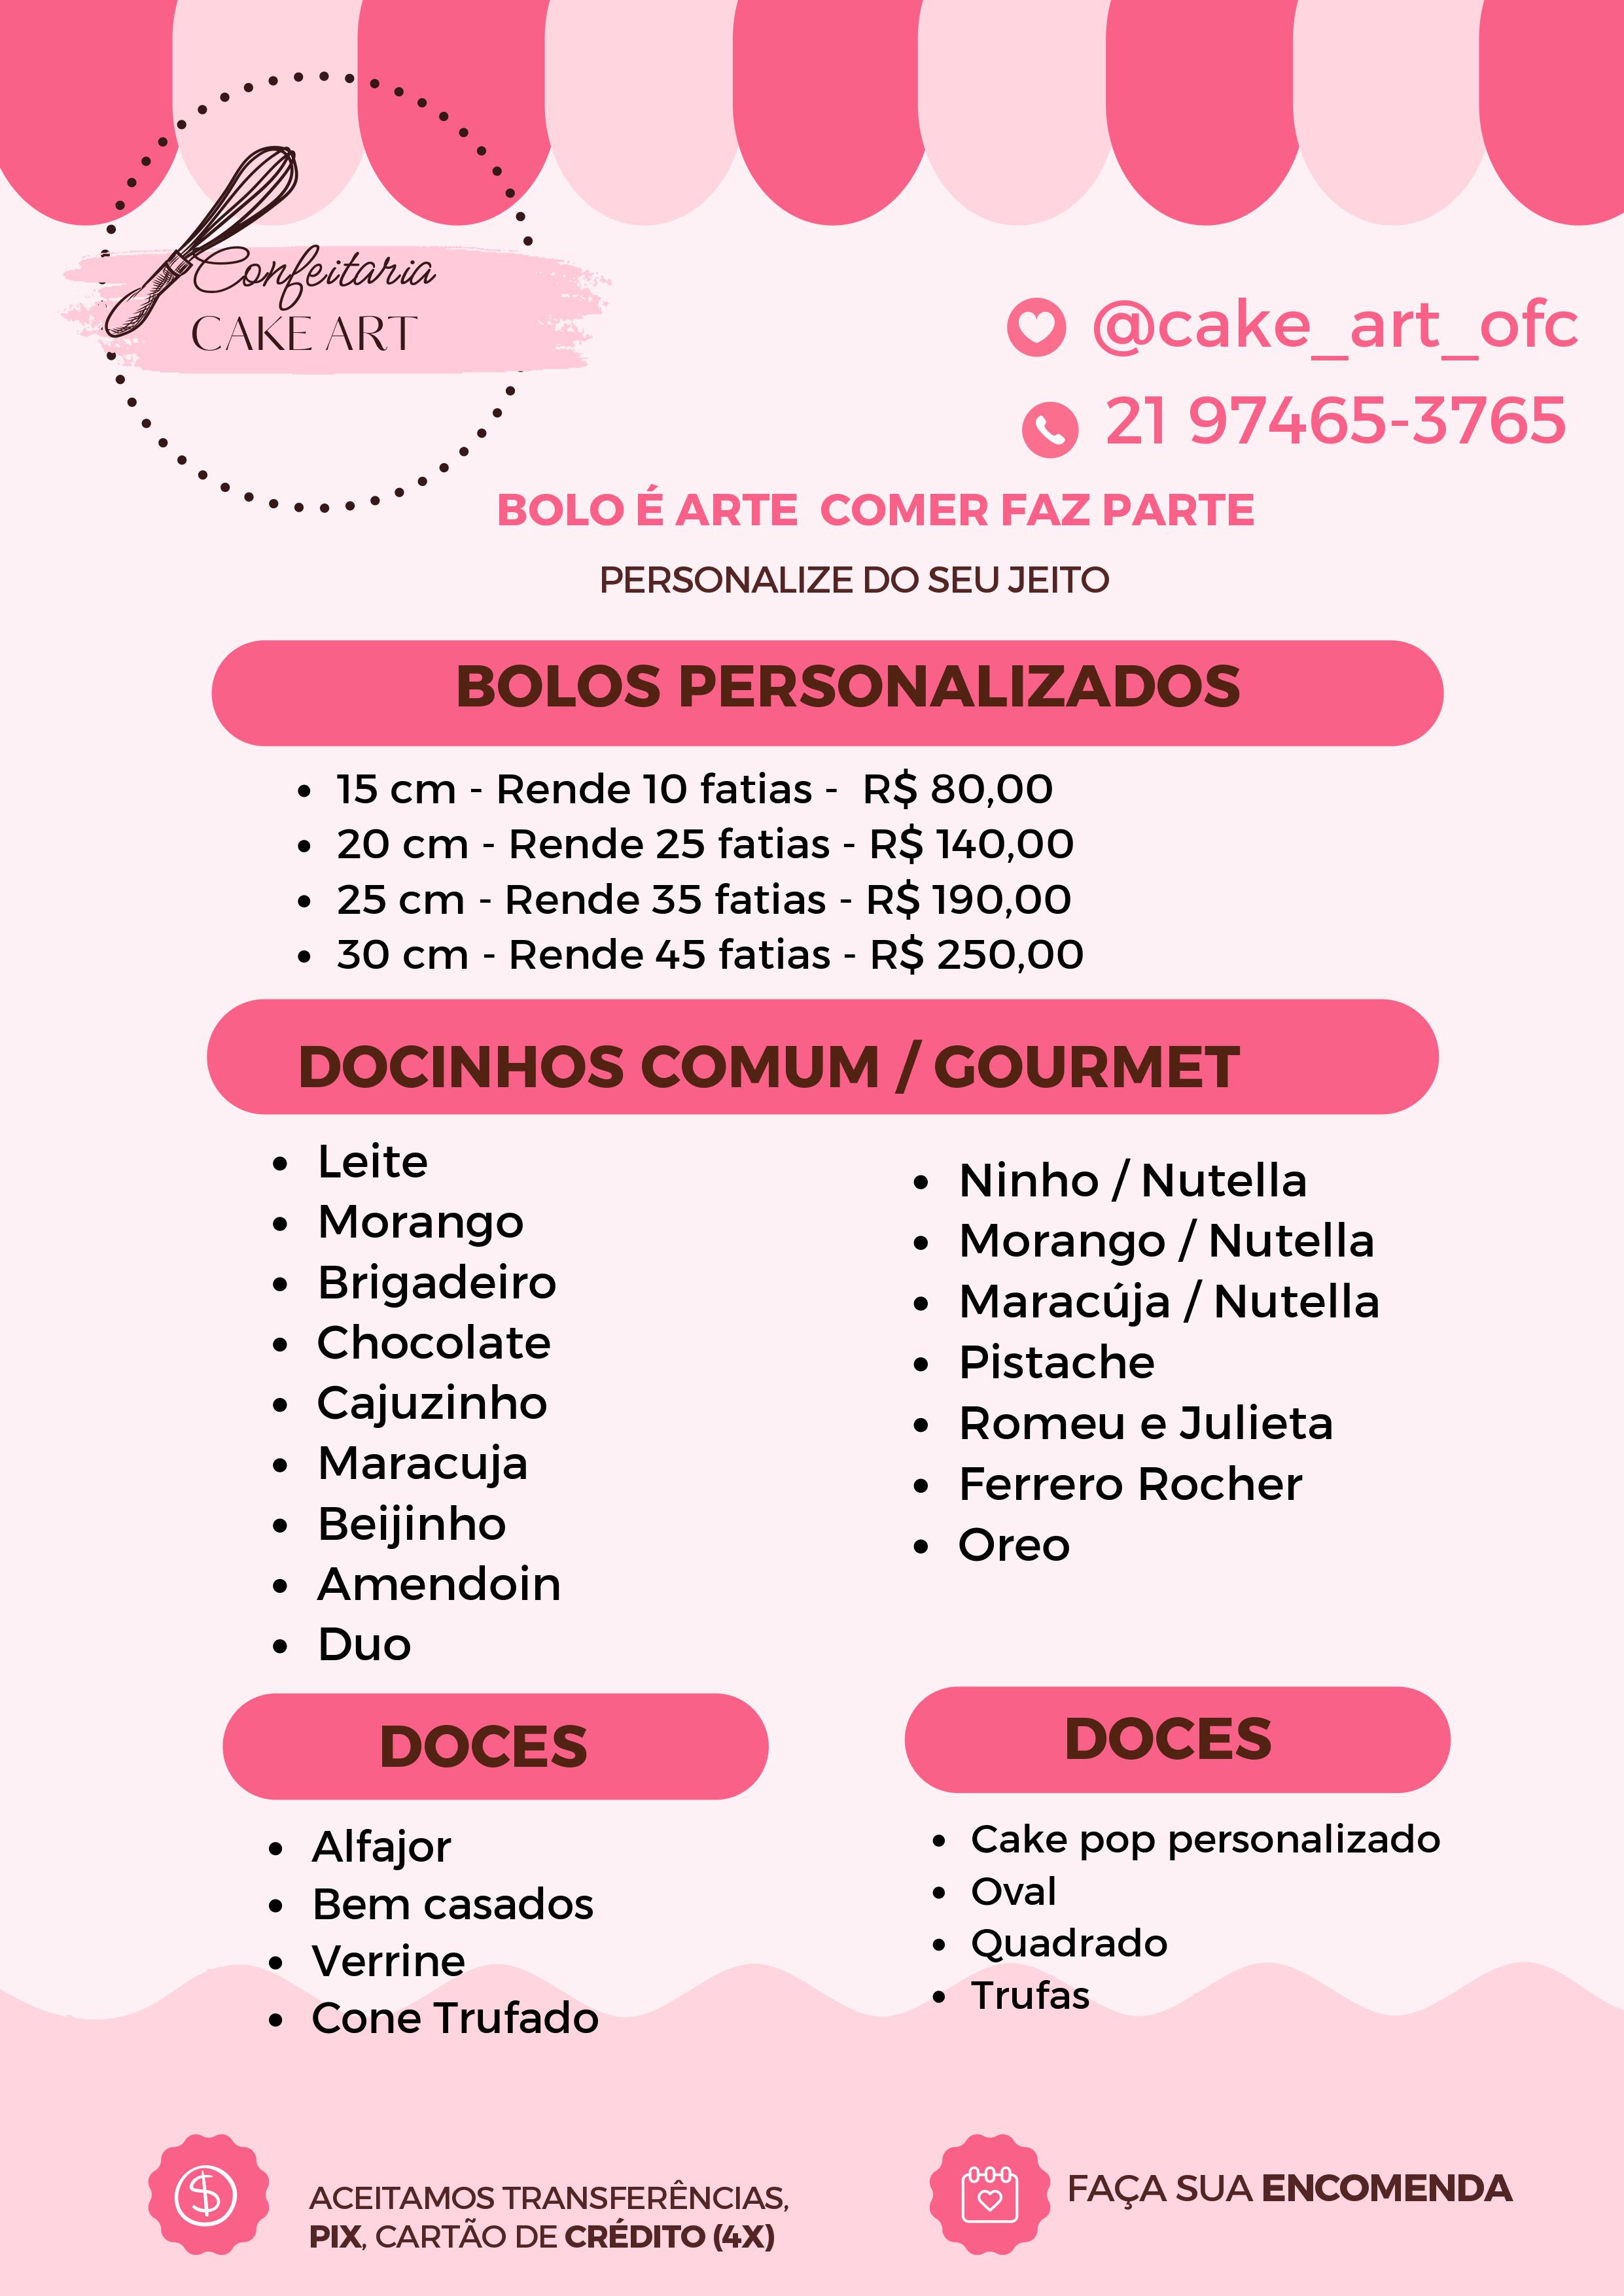 Confeitaria
CAKE ART
@cake_art_ofc
21 97465-3765
BOLO É ARTE  COMER FAZ PARTE
PERSONALIZE DO SEU JEITO
BOLOS PERSONALIZADOS
• 15 cm - Rende 10 fatias -  R$ 80,00
• 20 cm - Rende 25 fatias - R$ 140,00
• 25 cm - Rende 35 fatias - R$ 190,00
• 30 cm - Rende 45 fatias - R$ 250,00
DOCINHOS COMUM / GOURMET
• Leite
• Morango
• Brigadeiro
• Chocolate
• Cajuzinho
• Maracuja
• Beijinho
• Amendoin
• Duo
• Ninho / Nutella
• Morango / Nutella
• Maracúja / Nutella
• Pistache
• Romeu e Julieta
• Ferrero Rocher
• Oreo
DOCES
• Alfajor
• Bem casados
• Verrine
• Cone Trufado
DOCES
• Cake pop personalizado
• Oval
• Quadrado
• Trufas
ACEITAMOS TRANSFERÊNCIAS,
PIX, CARTÃO DE CRÉDITO (4X)
FAÇA SUA ENCOMENDA